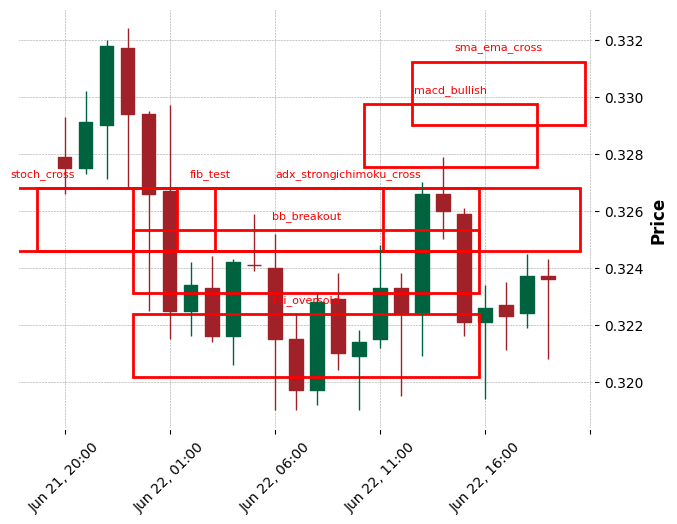 0.332
sma_ema_cross
0.330
macd_bullish
0.328
stoch_cross
fib_test
adx_strong
ichimoku_cross
0.326
bb_breakout
0.324
rsi_oversold
0.322
0.320
Price
Jun 21, 20:00
Jun 22, 01:00
Jun 22, 06:00
Jun 22, 11:00
Jun 22, 16:00